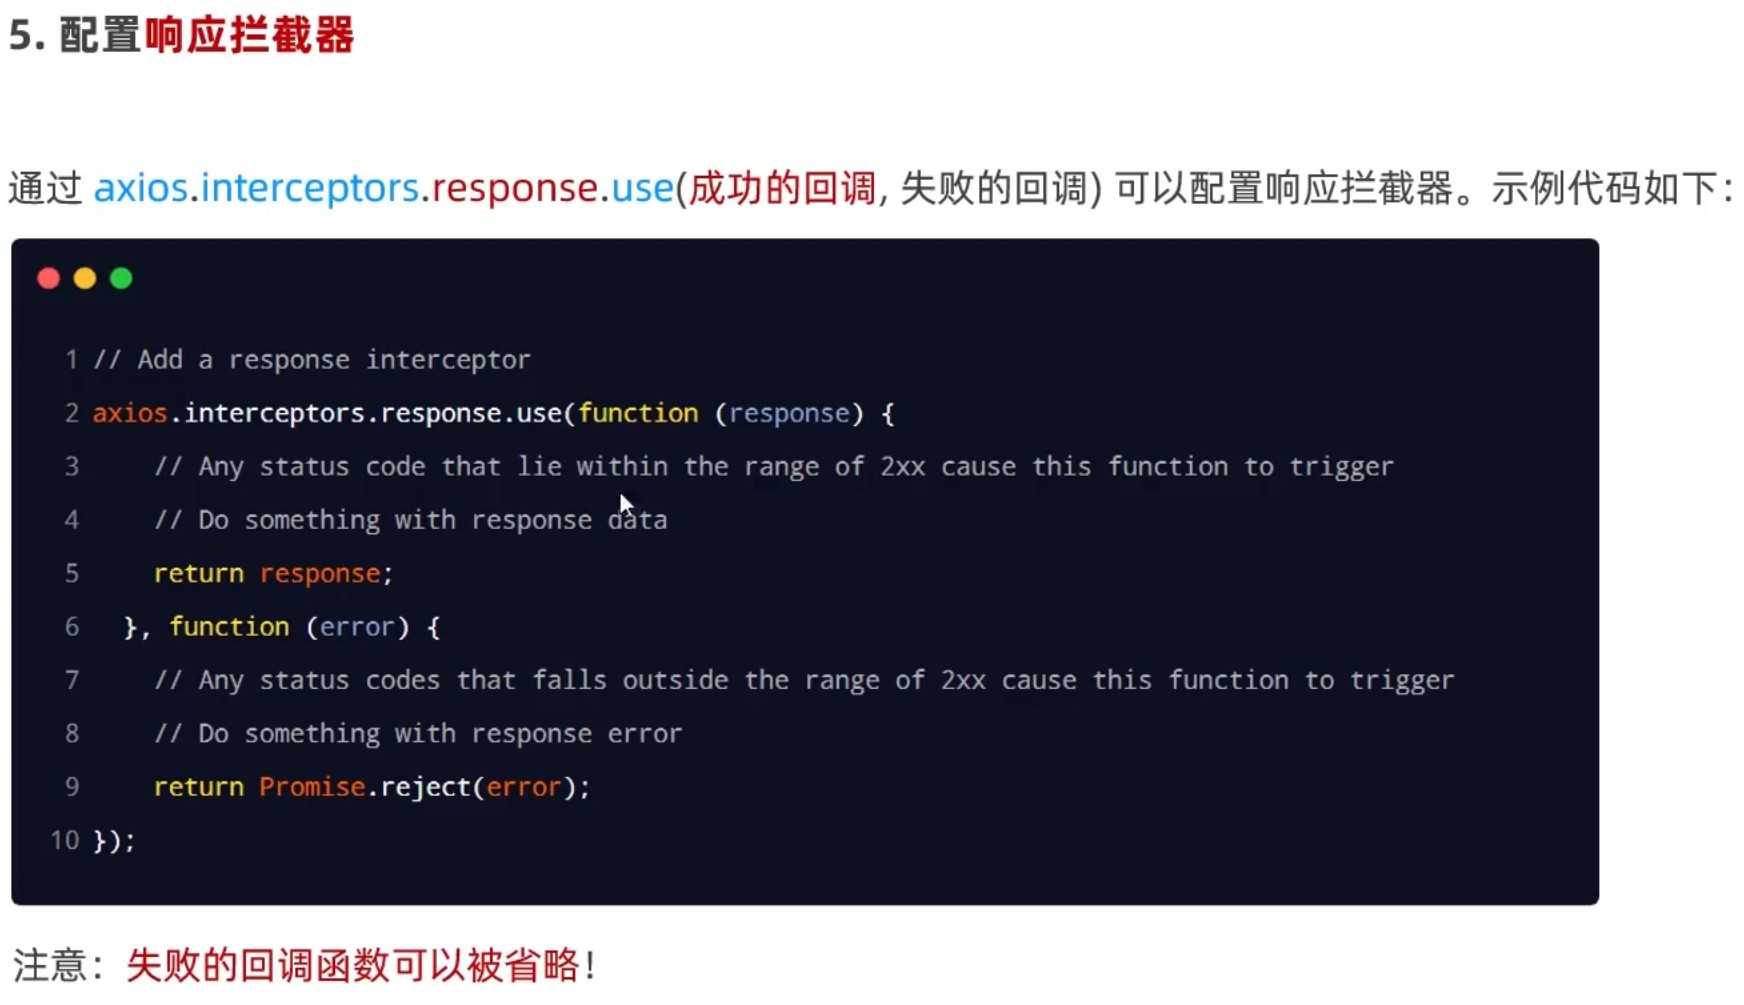 5. 配置响应拦截器
通过 axios.interceptors.response.use(成功的回调, 失败的回调) 可以配置响应拦截器。示例代码如下：
1 // Add a response interceptor
2 axios.interceptors.response.use(function (response) {
3     // Any status code that lie within the range of 2xx cause this function to trigger
4     // Do something with response data
5     return response;
6   }, function (error) {
7     // Any status codes that falls outside the range of 2xx cause this function to trigger
8     // Do something with response error
9     return Promise.reject(error);
10 });
注意：失败的回调函数可以被省略！